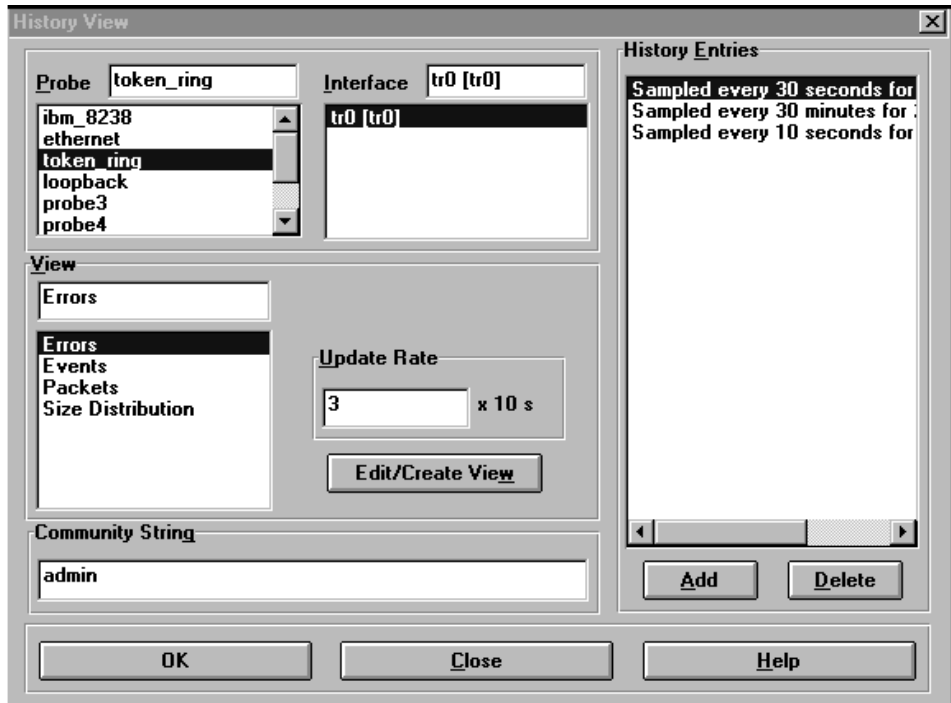 History View
Probe
token_ring
ibm_8238
ethernet
token_ring
loopback
probe3
probe4
Interface
tr0 [tr0]
tr0 [tr0]
View
Errors
Errors
Events
Packets
Size Distribution
Update Rate
3
x 10 s
Edit/Create View
Community String
admin
History Entries
Sampled every 30 seconds for
Sampled every 30 minutes for
Sampled every 10 seconds for
Add
Delete
OK
Close
Help